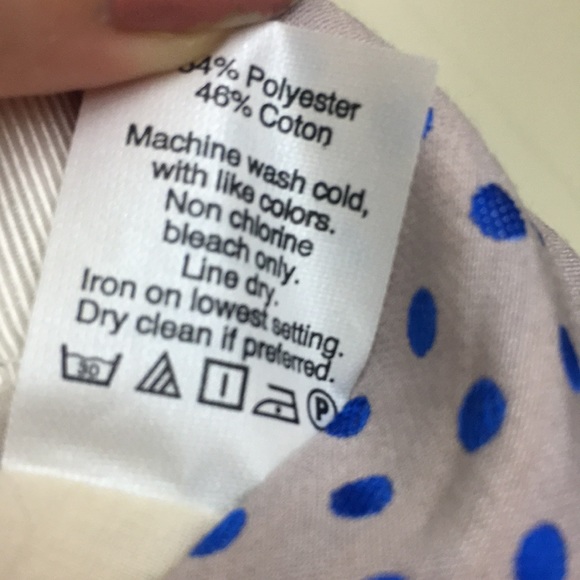 54% Polyester
46% Coton
Machine wash cold,
with like colors.
Non chlorine
bleach only.
Line dry.
Iron on lowest setting.
Dry clean if preferred.
30 P